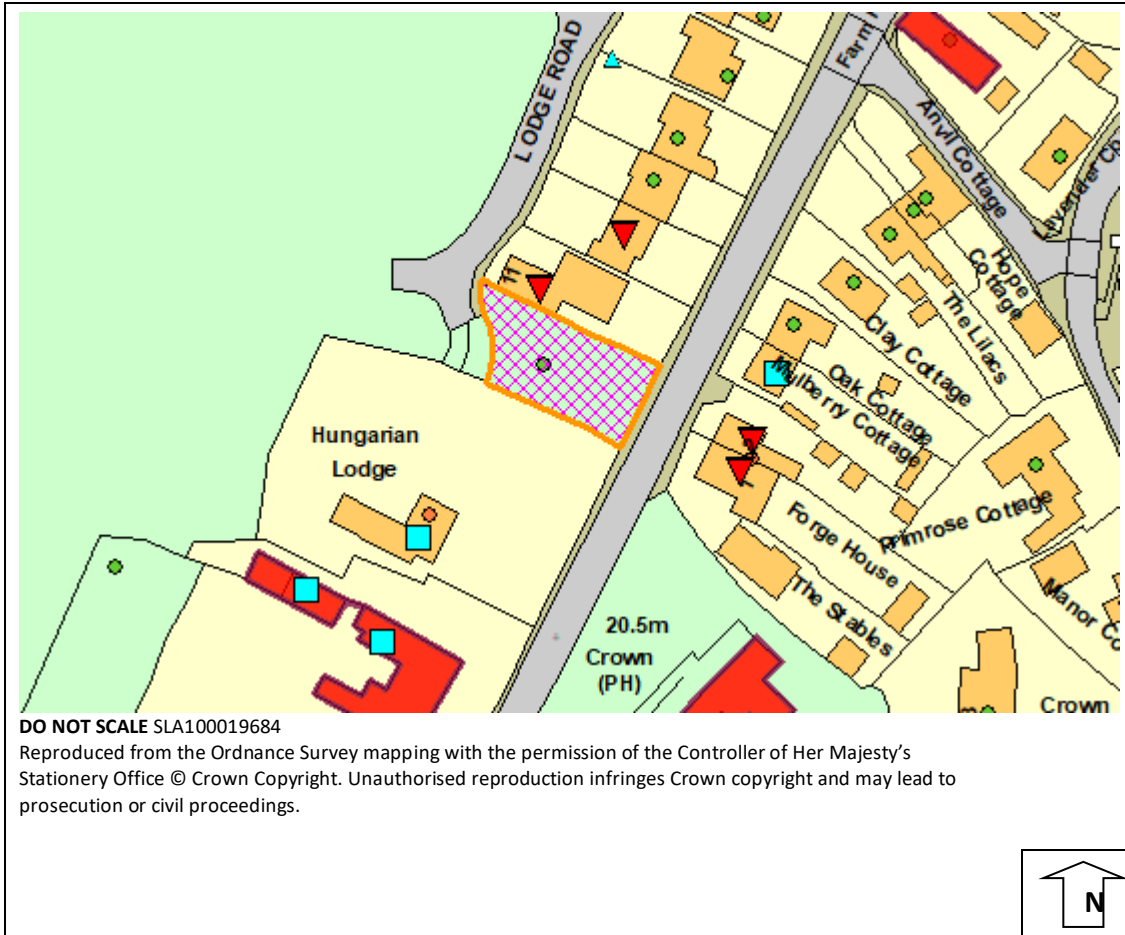 LODGE ROAD
Farm
Anvil Cottage
Lavender
Hope
Cottage
The Lilacs
11
Clay Cottage
Oak Cottage
Mulberry Cottage
Hungarian
Lodge
Primrose Cottage
Forge House
The Stables
Manor Co
20.5m
Crown
(PH)
Crown
DO NOT SCALE SLA100019684
Reproduced from the Ordnance Survey mapping with the permission of the Controller of Her Majesty's
Stationery Office © Crown Copyright. Unauthorised reproduction infringes Crown copyright and may lead to
prosecution or civil proceedings.
N